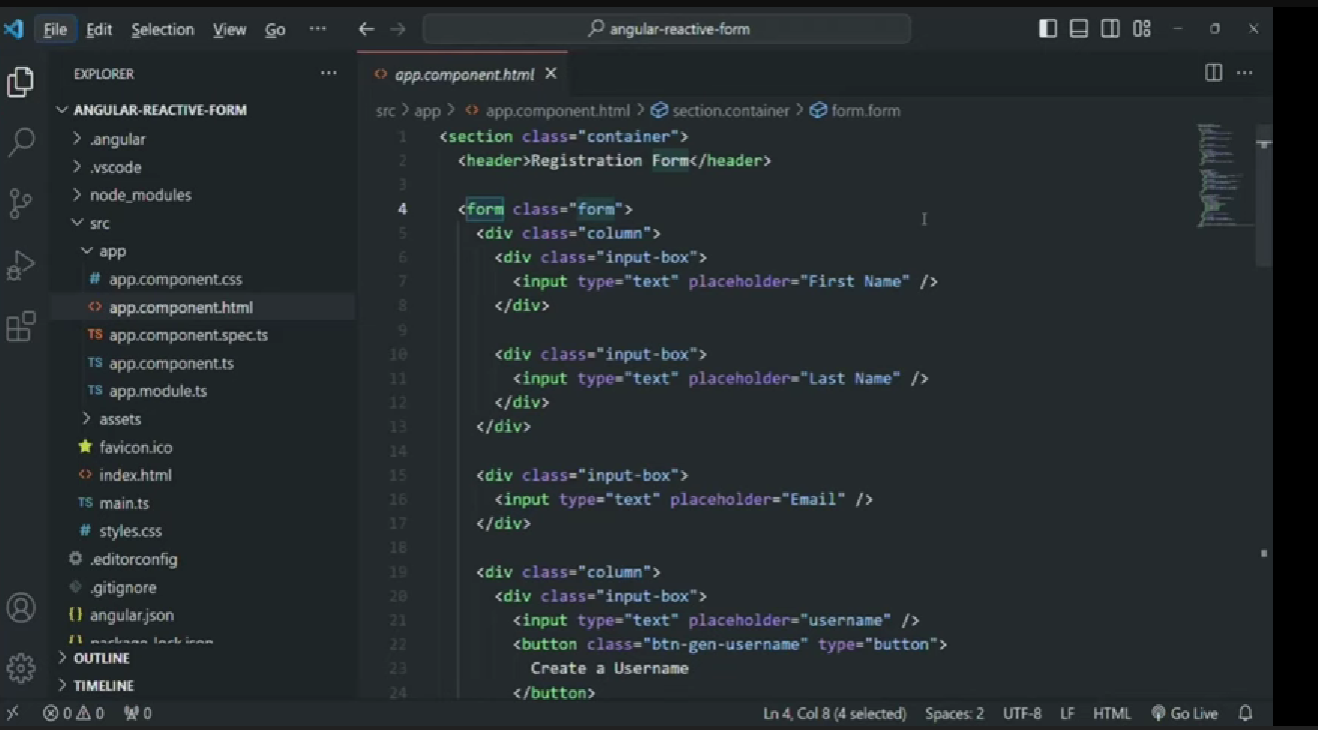 File Edit Selection View Go ··· angular-reactive-form
EXPLORER ···
ANGULAR-REACTIVE-FORM
.angular
.vscode
node_modules
src
app
# app.component.css
<> app.component.html
TS app.component.spec.ts
TS app.component.ts
TS app.module.ts
assets
favicon.ico
<> index.html
TS main.ts
# styles.css
.editorconfig
.gitignore
{} angular.json
{} package-lock.json
OUTLINE
TIMELINE
<> app.component.html ×
src > app > <> app.component.html > section.container > form.form
1 <section class="container">
2 <header>Registration Form</header>
3
4 <form class="form">
5 <div class="column">
6 <div class="input-box">
7 <input type="text" placeholder="First Name" />
8 </div>
9
10 <div class="input-box">
11 <input type="text" placeholder="Last Name" />
12 </div>
13 </div>
14
15 <div class="input-box">
16 <input type="text" placeholder="Email" />
17 </div>
18
19 <div class="column">
20 <div class="input-box">
21 <input type="text" placeholder="username" />
22 <button class="btn-gen-username" type="button">
23 Create a Username
24 </button>
0 0 0 Ln 4, Col 8 (4 selected) Spaces: 2 UTF-8 LF HTML Go Live